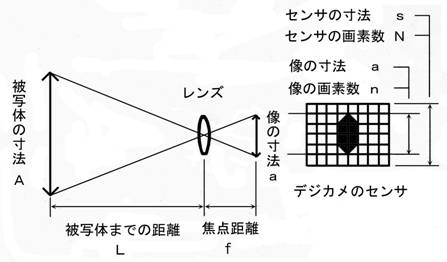 センサの寸法 s
センサの画素数 N
像の寸法 a
像の画素数 n
レンズ
被写体の寸法 A
像の寸法 a
デジカメのセンサ
被写体までの距離
L
焦点距離
f